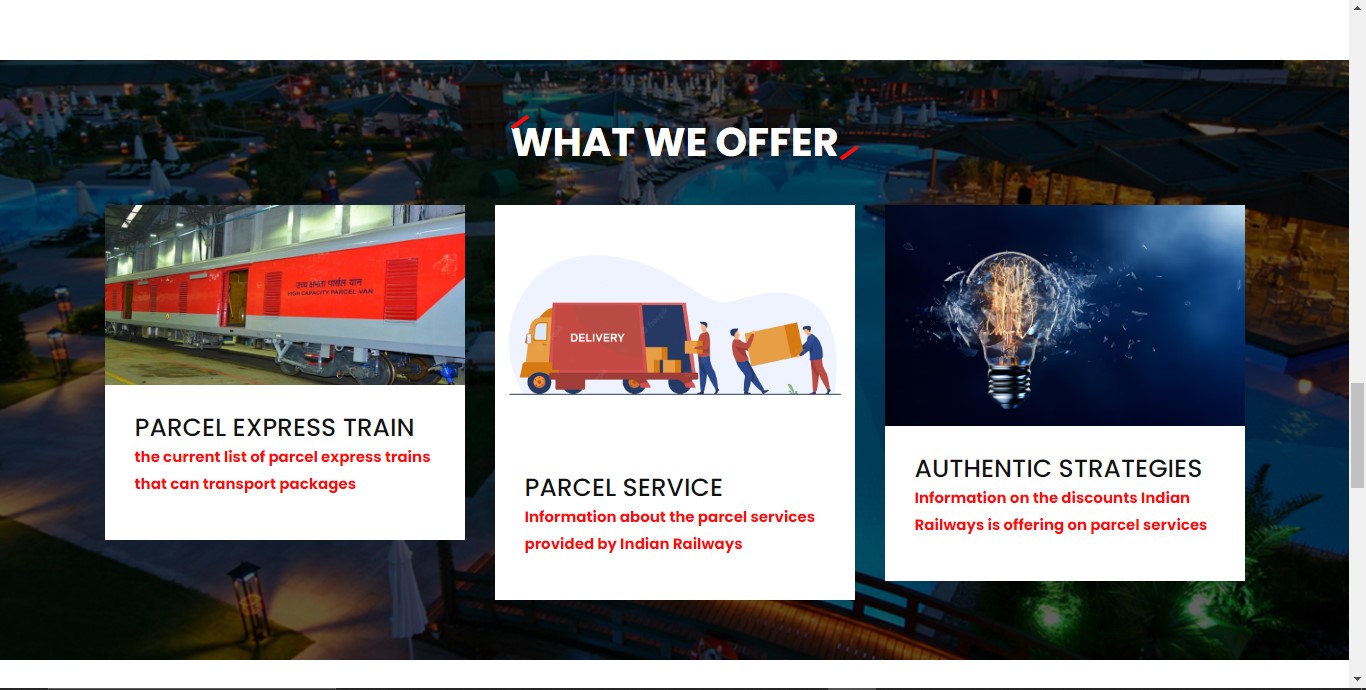 WHAT WE OFFER
उच्च क्षमता पार्सल यान
HIGH CAPACITY PARCEL VAN
PARCEL EXPRESS TRAIN
the current list of parcel express trains
that can transport packages
DELIVERY
PARCEL SERVICE
Information about the parcel services
provided by Indian Railways
AUTHENTIC STRATEGIES
Information on the discounts Indian
Railways is offering on parcel services